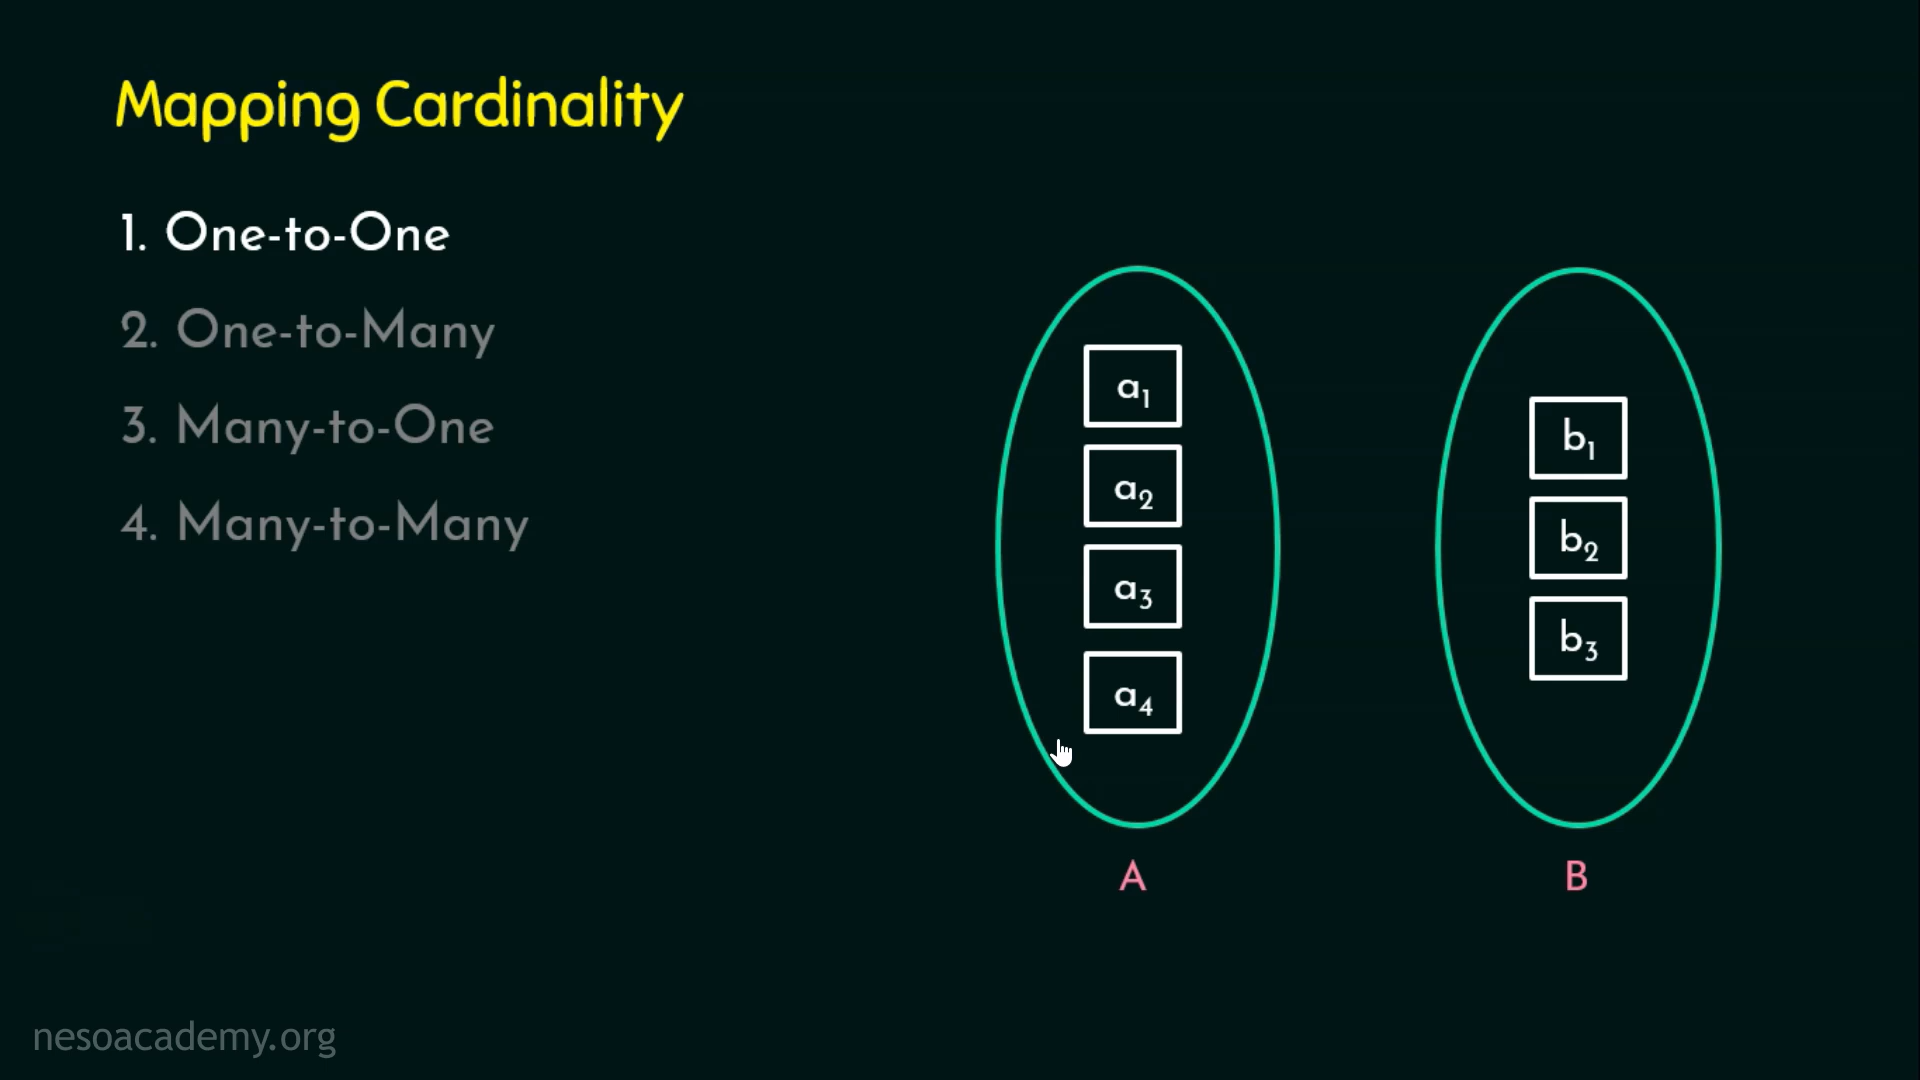 Mapping Cardinality
1. One-to-One
2. One-to-Many
3. Many-to-One
4. Many-to-Many
a₁
a₂
a₃
a₄
A
b₁
b₂
b₃
B
nesoacademy.org